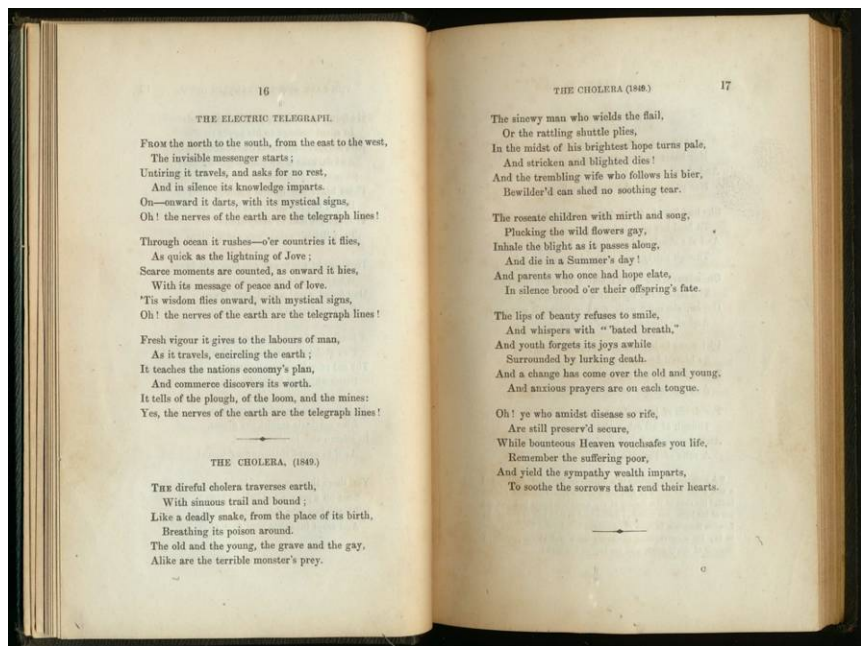 16
THE ELECTRIC TELEGRAPH.
FROM the north to the south, from the east to the west,
The invisible messenger starts ;
Untiring it travels, and asks for no rest,
And in silence its knowledge imparts.
On—onward it darts, with its mystical signs,
Oh ! the nerves of the earth are the telegraph lines !
Through ocean it rushes—o'er countries it flies,
As quick as the lightning of Jove ;
Scarce moments are counted, as onward it hies,
With its message of peace and of love.
'Tis wisdom flies onward, with mystical signs,
Oh ! the nerves of the earth are the telegraph lines !
Fresh vigour it gives to the labours of man,
As it travels, encircling the earth ;
It teaches the nations economy's plan,
And commerce discovers its worth.
It tells of the plough, of the loom, and the mines:
Yes, the nerves of the earth are the telegraph lines !
THE CHOLERA, (1849.)
THE direful cholera traverses earth,
With sinuous trail and bound ;
Like a deadly snake, from the place of its birth,
Breathing its poison around.
The old and the young, the grave and the gay,
Alike are the terrible monster's prey.
THE CHOLERA (1849.) 17
The sinewy man who wields the flail,
Or the rattling shuttle plies,
In the midst of his brightest hope turns pale,
And stricken and blighted dies !
And the trembling wife who follows his bier,
Bewilder'd can shed no soothing tear.
The roseate children with mirth and song,
Plucking the wild flowers gay,
Inhale the blight as it passes along,
And die in a Summer's day !
And parents who once had hope elate,
In silence brood o'er their offspring's fate.
The lips of beauty refuses to smile,
And whispers with "'bated breath,"
And youth forgets its joys awhile
Surrounded by lurking death.
And a change has come over the old and young,
And anxious prayers are on each tongue.
Oh ! ye who amidst disease so rife,
Are still preserv'd secure,
While bounteous Heaven vouchsafes you life,
Remember the suffering poor,
And yield the sympathy wealth imparts,
To soothe the sorrows that rend their hearts.
C